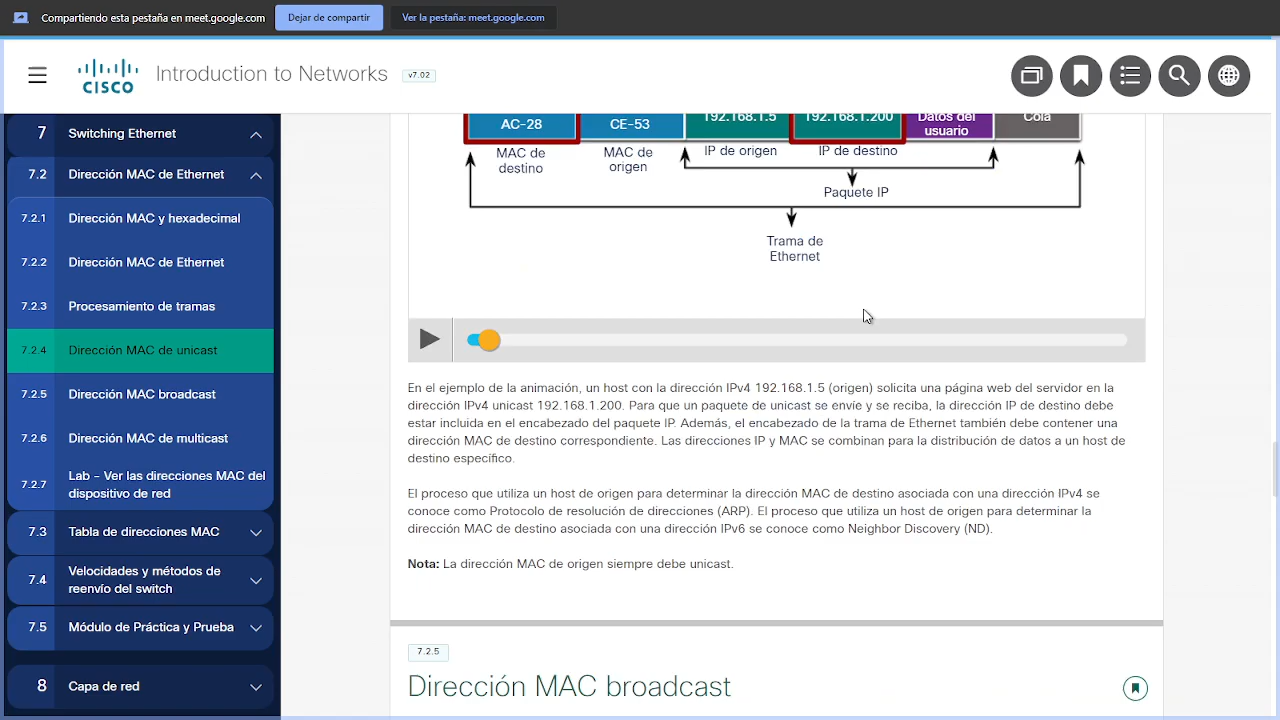 Compartiendo esta pestaña en meet.google.com
Dejar de compartir
Ver la pestaña: meet.google.com
CISCO
Introduction to Networks
v7.02
7 Switching Ethernet
7.2 Dirección MAC de Ethernet
7.2.1 Dirección MAC y hexadecimal
7.2.2 Dirección MAC de Ethernet
7.2.3 Procesamiento de tramas
7.2.4 Dirección MAC de unicast
7.2.5 Dirección MAC broadcast
7.2.6 Dirección MAC de multicast
7.2.7 Lab - Ver las direcciones MAC del
dispositivo de red
7.3 Tabla de direcciones MAC
7.4 Velocidades y métodos de
reenvío del switch
7.5 Módulo de Práctica y Prueba
8 Capa de red
AC-28
CE-53
192.168.1.5
192.168.1.200
Datos del
usuario
Cola
MAC de
destino
MAC de
origen
IP de origen
IP de destino
Paquete IP
Trama de
Ethernet
En el ejemplo de la animación, un host con la dirección IPv4 192.168.1.5 (origen) solicita una página web del servidor en la
dirección IPv4 unicast 192.168.1.200. Para que un paquete de unicast se envíe y se reciba, la dirección IP de destino debe
estar incluida en el encabezado del paquete IP. Además, el encabezado de la trama de Ethernet también debe contener una
dirección MAC de destino correspondiente. Las direcciones IP y MAC se combinan para la distribución de datos a un host de
destino específico.
El proceso que utiliza un host de origen para determinar la dirección MAC de destino asociada con una dirección IPv4 se
conoce como Protocolo de resolución de direcciones (ARP). El proceso que utiliza un host de origen para determinar la
dirección MAC de destino asociada con una dirección IPv6 se conoce como Neighbor Discovery (ND).
Nota: La dirección MAC de origen siempre debe unicast.
7.2.5
Dirección MAC broadcast